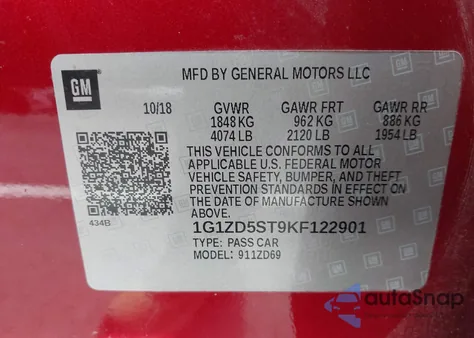 GM
MFD BY GENERAL MOTORS LLC
10/18 GVWR GAWR FRT GAWR RR
1848 KG 962 KG 886 KG
4074 LB 2120 LB 1954 LB
THIS VEHICLE CONFORMS TO ALL
APPLICABLE U.S. FEDERAL MOTOR
VEHICLE SAFETY, BUMPER, AND THEFT
PREVENTION STANDARDS IN EFFECT ON
THE DATE OF MANUFACTURE SHOWN
ABOVE.
434B
1G1ZD5ST9KF122901
TYPE: PASS CAR
MODEL: 911ZD69
autoSnap